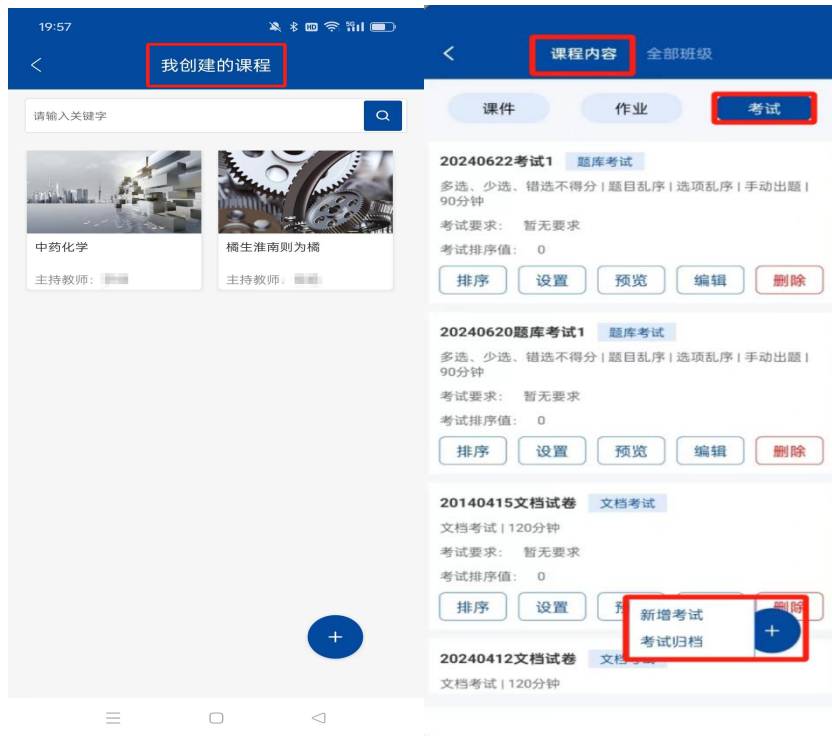 19:57
HD 5G
我创建的课程
请输入关键字
中药化学
主持教师:
橘生淮南则为橘
主持教师:
课程内容 全部班级
课件 作业 考试
20240622考试1 题库考试
多选、少选、错选不得分 | 题目乱序 | 选项乱序 | 手动出题 |
90分钟
考试要求: 暂无要求
考试排序值: 0
排序 设置 预览 编辑 删除
20240620题库考试1 题库考试
多选、少选、错选不得分 | 题目乱序 | 选项乱序 | 手动出题 |
90分钟
考试要求: 暂无要求
考试排序值: 0
排序 设置 预览 编辑 删除
20140415文档试卷 文档考试
文档考试 | 120分钟
考试要求: 暂无要求
考试排序值: 0
排序 设置 删除
新增考试
考试归档
20240412文档试卷 文档考试
文档考试 | 120分钟